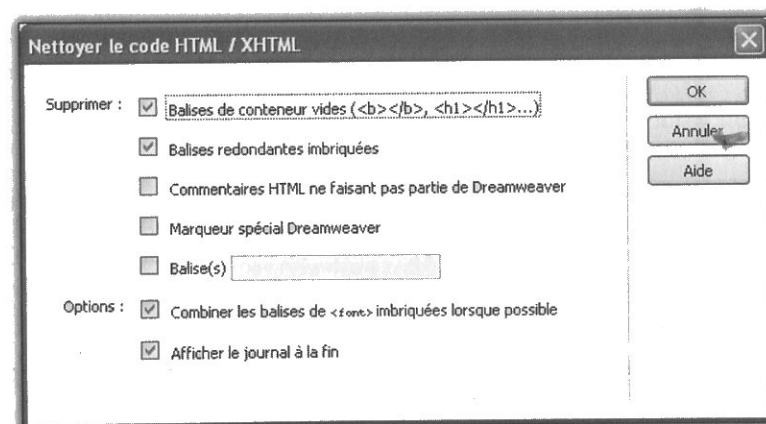 Nettoyer le code HTML / XHTML
Supprimer :
Balises de conteneur vides (<b></b>, <h1></h1>...)
Balises redondantes imbriquées
Commentaires HTML ne faisant pas partie de Dreamweaver
Marqueur spécial Dreamweaver
Balise(s)
Options :
Combiner les balises de <font> imbriquées lorsque possible
Afficher le journal à la fin
OK
Annuler
Aide